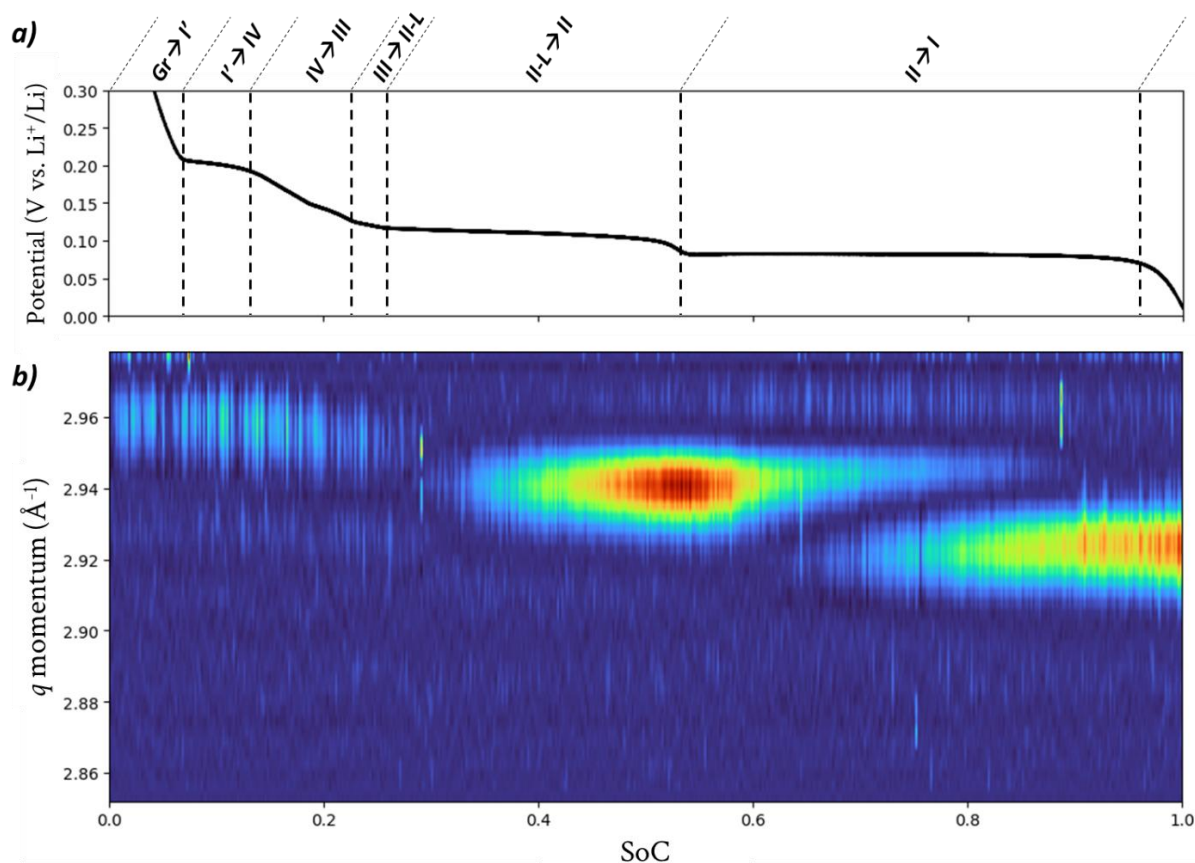 a)
Gr → I'
I' → IV
IV → III
III → II-L
II-L → II
II → I
Potential (V vs. Li⁺/Li)
0.30
0.25
0.20
0.15
0.10
0.05
0.00
b)
q momentum (Å⁻¹)
2.96
2.94
2.92
2.90
2.88
2.86
0.0 0.2 0.4 0.6 0.8 1.0
SoC